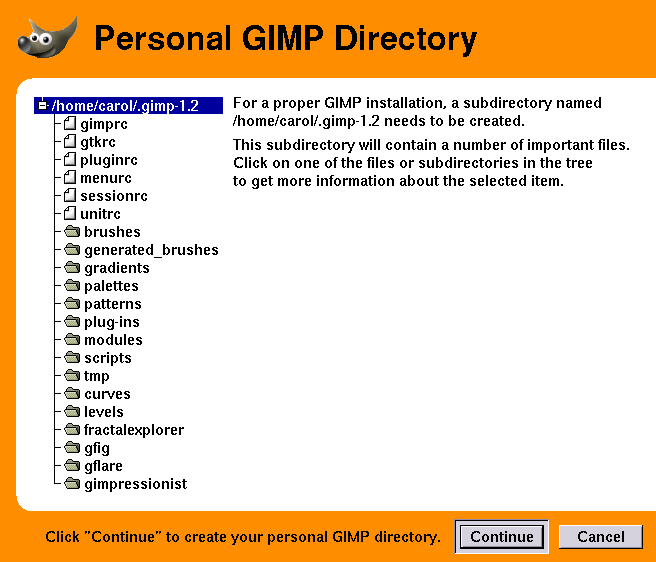 Personal GIMP Directory
/home/carol/.gimp-1.2
gimprc
gtkrc
pluginrc
menurc
sessionrc
unitrc
brushes
generated_brushes
gradients
palettes
patterns
plug-ins
modules
scripts
tmp
curves
levels
fractalexplorer
gfig
gflare
gimpressionist
For a proper GIMP installation, a subdirectory named
/home/carol/.gimp-1.2 needs to be created.
This subdirectory will contain a number of important files.
Click on one of the files or subdirectories in the tree
to get more information about the selected item.
Click "Continue" to create your personal GIMP directory.
Continue
Cancel